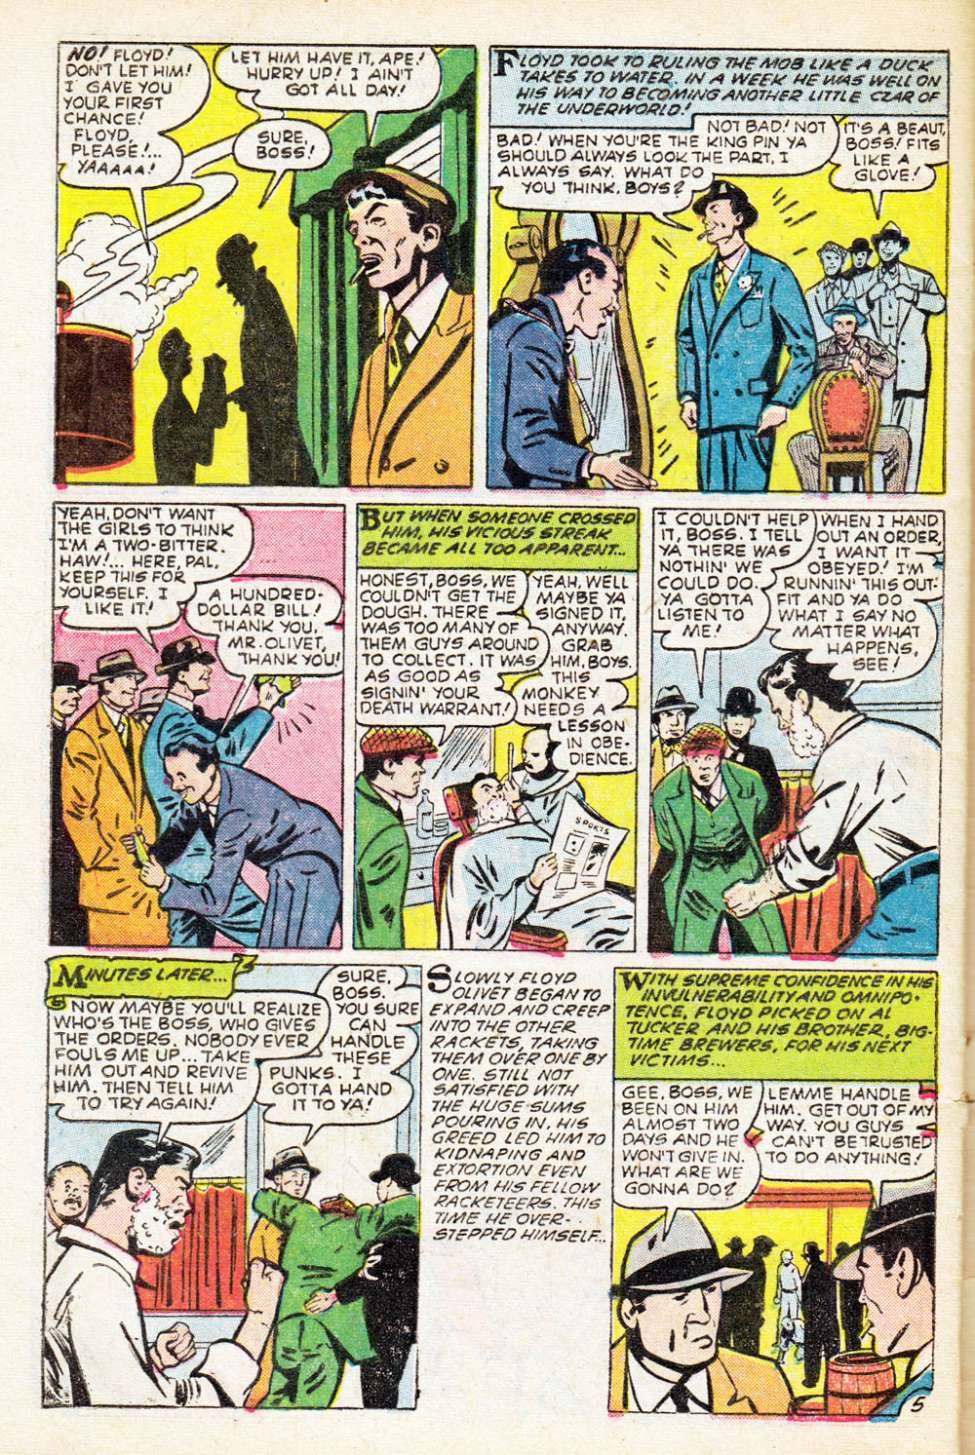 NO! FLOYD!
DON'T LET HIM!
I GAVE YOU
YOUR FIRST
CHANCE!
FLOYD,
PLEASE!...
YAAAAA!
LET HIM HAVE IT, APE!
HURRY UP! I AIN'T
GOT ALL DAY!
SURE,
BOSS!
FLOYD TOOK TO RULING THE MOB LIKE A DUCK
TAKES TO WATER. IN A WEEK HE WAS WELL ON
HIS WAY TO BECOMING ANOTHER LITTLE CZAR OF
THE UNDERWORLD!
NOT BAD! NOT
BAD! WHEN YOU'RE THE KING PIN YA
SHOULD ALWAYS LOOK THE PART, I
ALWAYS SAY. WHAT DO
YOU THINK, BOYS?
IT'S A BEAUT,
BOSS! FITS
LIKE A
GLOVE!
YEAH, DON'T WANT
THE GIRLS TO THINK
I'M A TWO-BITTER.
HAW!... HERE, PAL,
KEEP THIS FOR
YOURSELF. I
LIKE IT!
A HUNDRED-
DOLLAR BILL!
THANK YOU,
MR. OLIVET,
THANK YOU!
BUT WHEN SOMEONE CROSSED
HIM, HIS VICIOUS STREAK
BECAME ALL TOO APPARENT...
HONEST, BOSS, WE
COULDN'T GET THE
DOUGH. THERE
WAS TOO MANY OF
THEM GUYS AROUND
TO COLLECT. IT WAS
AS GOOD AS
SIGNIN' YOUR
DEATH WARRANT!
YEAH, WELL
MAYBE YA
SIGNED IT,
ANYWAY.
GRAB
HIM, BOYS.
THIS
MONKEY
NEEDS A
LESSON
IN OBE-
DIENCE.
SPORTS
I COULDN'T HELP
IT, BOSS. I TELL
YA THERE WAS
NOTHIN' WE
COULD DO.
YA GOTTA
LISTEN TO
ME!
WHEN I HAND
OUT AN ORDER,
I WANT IT
OBEYED! I'M
RUNNIN' THIS OUT-
FIT AND YA DO
WHAT I SAY NO
MATTER WHAT
HAPPENS,
SEE!
MINUTES LATER...
NOW MAYBE YOU'LL REALIZE
WHO'S THE BOSS, WHO GIVES
THE ORDERS. NOBODY EVER
FOULS ME UP... TAKE
HIM OUT AND REVIVE
HIM. THEN TELL HIM
TO TRY AGAIN!
SURE,
BOSS.
YOU SURE
CAN
HANDLE
THESE
PUNKS. I
GOTTA HAND
IT TO YA!
SLOWLY FLOYD
OLIVET BEGAN TO
EXPAND AND CREEP
INTO THE OTHER
RACKETS, TAKING
THEM OVER ONE BY
ONE. STILL NOT
SATISFIED WITH
THE HUGE SUMS
POURING IN, HIS
GREED LED HIM TO
KIDNAPING AND
EXTORTION EVEN
FROM HIS FELLOW
RACKETEERS. THIS
TIME HE OVER-
STEPPED HIMSELF...
WITH SUPREME CONFIDENCE IN HIS
INVULNERABILITY AND OMNIPO-
TENCE, FLOYD PICKED ON AL
TUCKER AND HIS BROTHER, BIG-
TIME BREWERS, FOR HIS NEXT
VICTIMS...
GEE, BOSS, WE
BEEN ON HIM
ALMOST TWO
DAYS AND HE
WON'T GIVE IN.
WHAT ARE WE
GONNA DO?
LEMME HANDLE
HIM. GET OUT OF MY
WAY. YOU GUYS
CAN'T BE TRUSTED
TO DO ANYTHING!
5